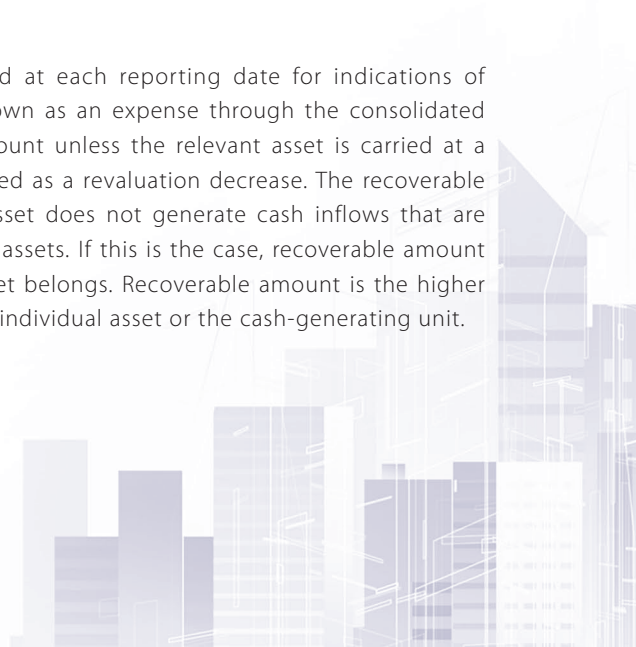 d at each reporting date for indications of
own as an expense through the consolidated
ount unless the relevant asset is carried at a
ed as a revaluation decrease. The recoverable
sset does not generate cash inflows that are
assets. If this is the case, recoverable amount
et belongs. Recoverable amount is the higher
individual asset or the cash-generating unit.